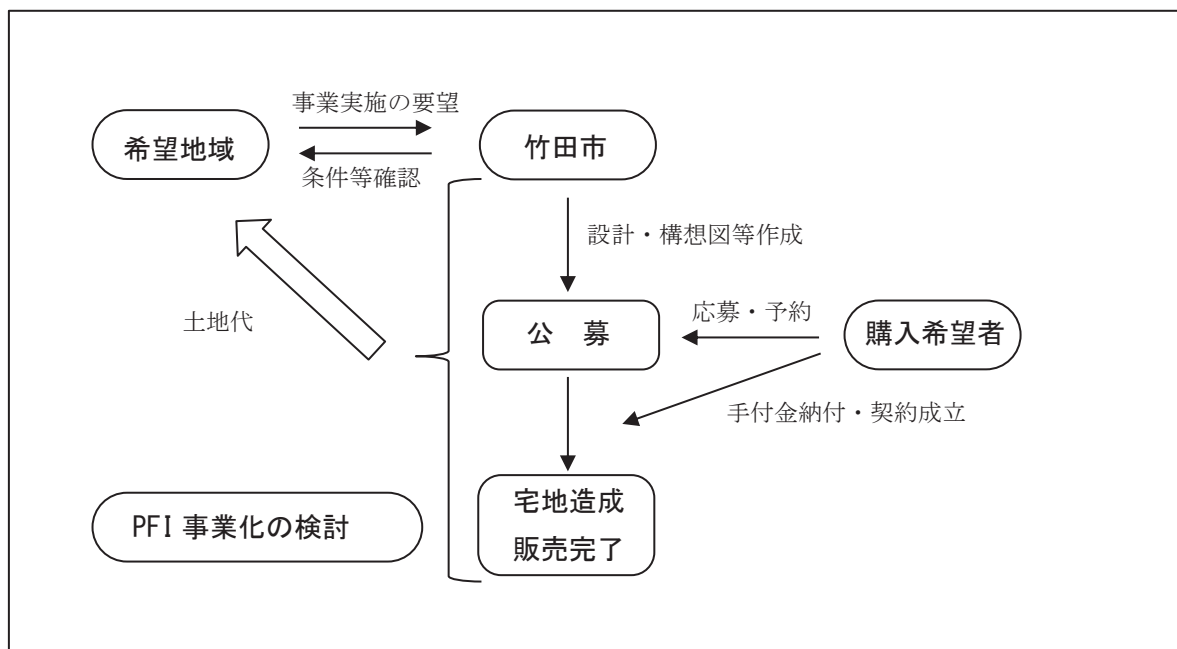 事業実施の要望
希望地域
竹田市
条件等確認
設計・構想図等作成
土地代
公　募
応募・予約
購入希望者
手付金納付・契約成立
宅地造成
販売完了
PFI 事業化の検討